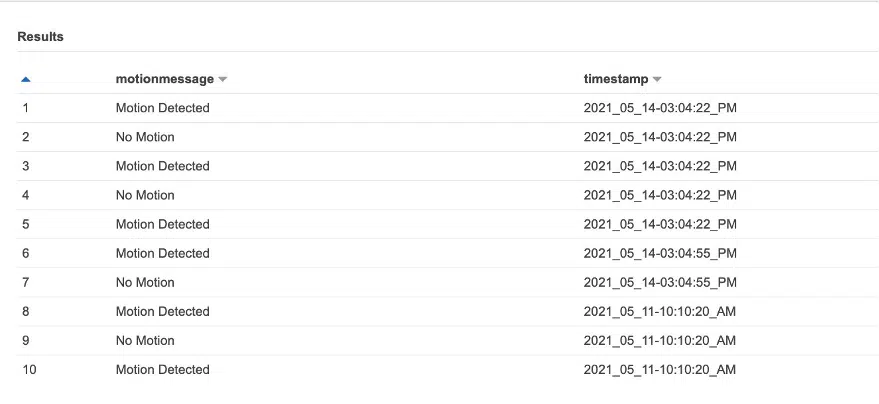 Results
motionmessage timestamp
1 Motion Detected 2021_05_14-03:04:22_PM
2 No Motion 2021_05_14-03:04:22_PM
3 Motion Detected 2021_05_14-03:04:22_PM
4 No Motion 2021_05_14-03:04:22_PM
5 Motion Detected 2021_05_14-03:04:22_PM
6 Motion Detected 2021_05_14-03:04:55_PM
7 No Motion 2021_05_14-03:04:55_PM
8 Motion Detected 2021_05_11-10:10:20_AM
9 No Motion 2021_05_11-10:10:20_AM
10 Motion Detected 2021_05_11-10:10:20_AM